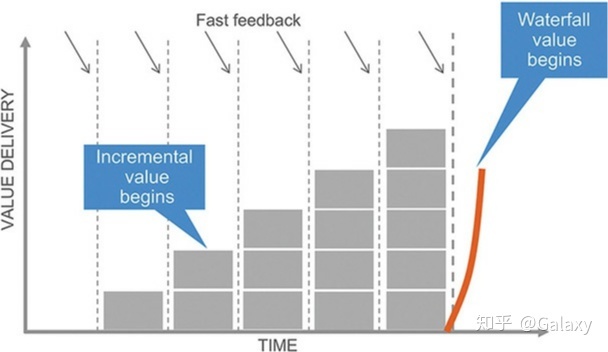 Fast feedback
Waterfall
value
begins
Incremental
value
begins
VALUE DELIVERY
TIME
知乎 @Galaxy